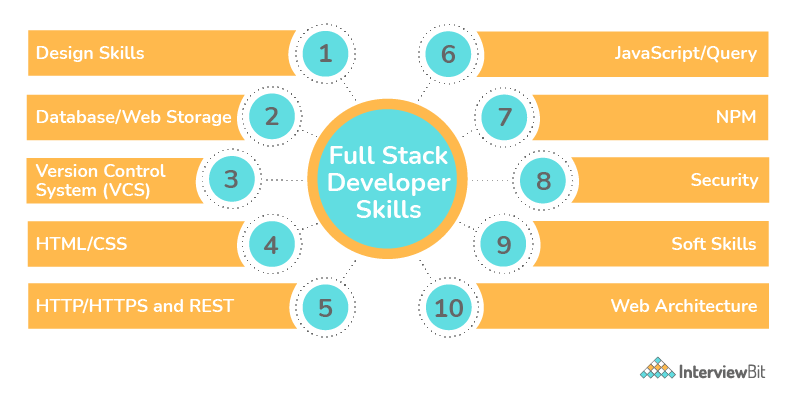 Design Skills
1
Database/Web Storage
2
Version Control
System (VCS)
3
HTML/CSS
4
HTTP/HTTPS and REST
5
Full Stack
Developer
Skills
6
JavaScript/Query
7
NPM
8
Security
9
Soft Skills
10
Web Architecture
InterviewBit